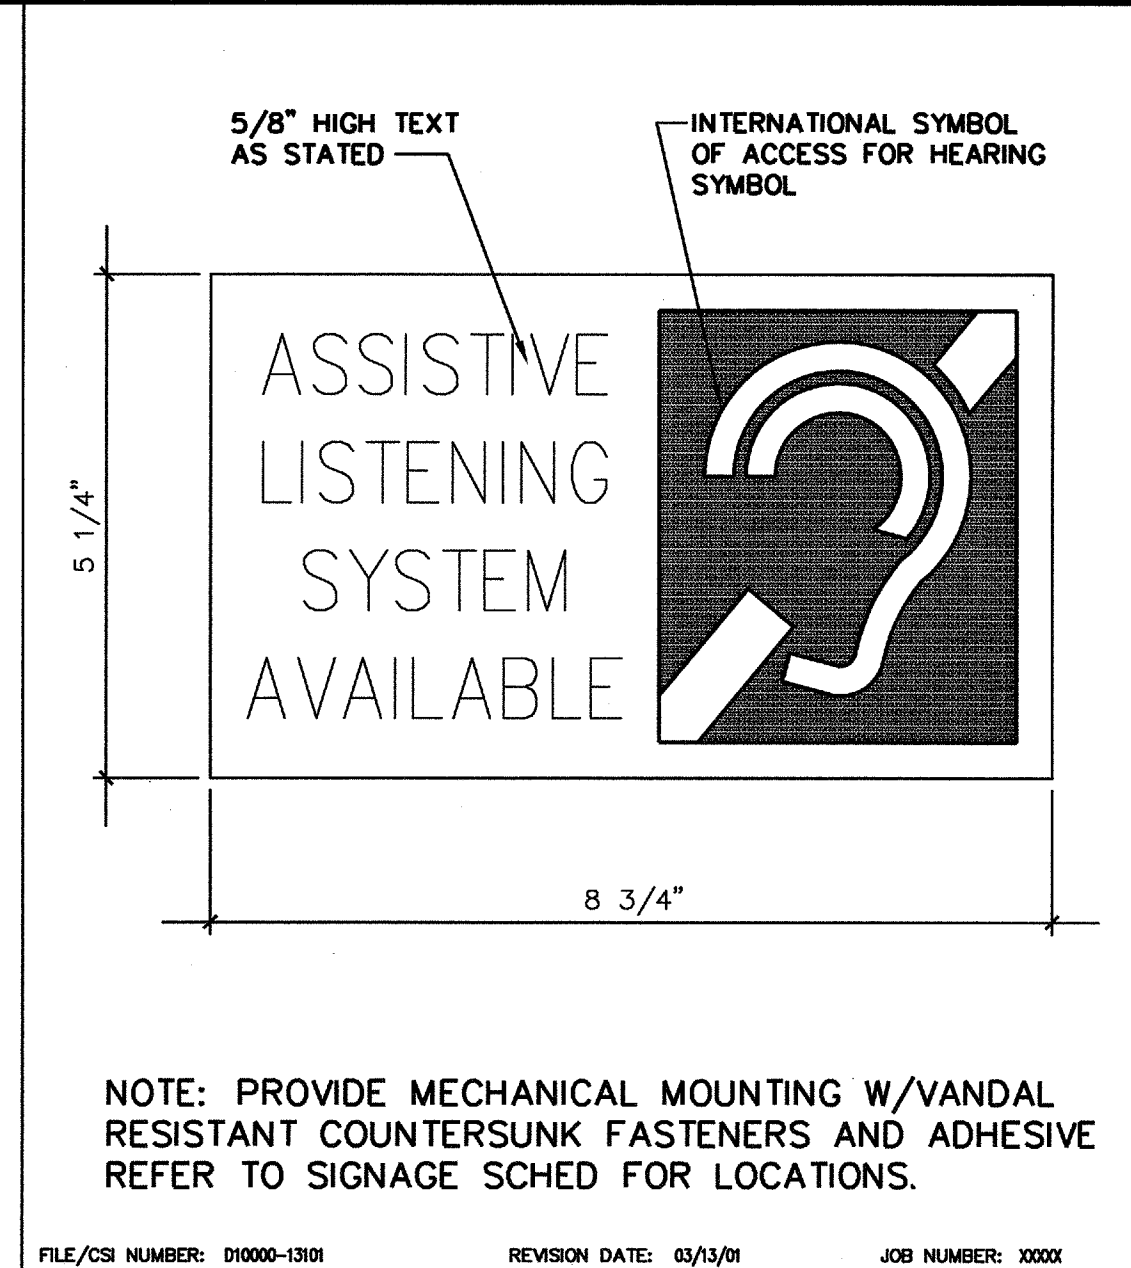 5/8" HIGH TEXT
AS STATED
INTERNATIONAL SYMBOL
OF ACCESS FOR HEARING
SYMBOL
ASSISTIVE
LISTENING
SYSTEM
AVAILABLE
5 1/4"
8 3/4"
NOTE: PROVIDE MECHANICAL MOUNTING W/VANDAL
RESISTANT COUNTERSUNK FASTENERS AND ADHESIVE
REFER TO SIGNAGE SCHED FOR LOCATIONS.
FILE/CSI NUMBER: D10000-13101 REVISION DATE: 03/13/01 JOB NUMBER: XXXXX